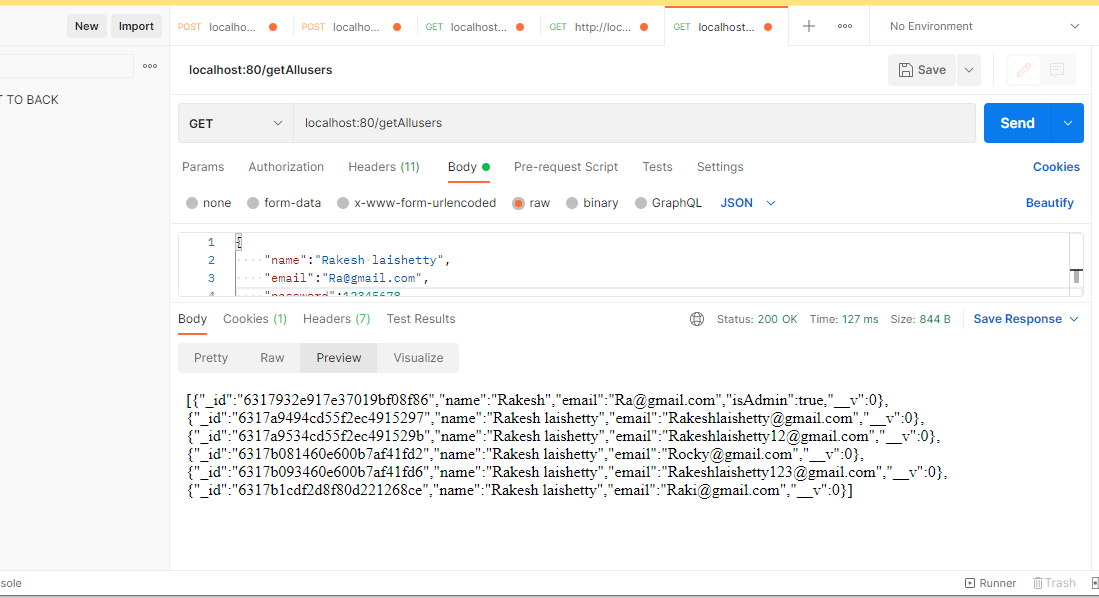 New Import POST localho... POST localho... GET localhost... GET http://loc... GET localhost... No Environment
localhost:80/getAllusers Save
T TO BACK
GET localhost:80/getAllusers Send
Params Authorization Headers (11) Body Pre-request Script Tests Settings Cookies
none form-data x-www-form-urlencoded raw binary GraphQL JSON Beautify
1 {
2 "name":"Rakesh laishetty",
3 "email":"Ra@gmail.com",
4 "password":12345678
Body Cookies (1) Headers (7) Test Results Status: 200 OK Time: 127 ms Size: 844 B Save Response
Pretty Raw Preview Visualize
[{"_id":"6317932e917e37019bf08f86","name":"Rakesh","email":"Ra@gmail.com","isAdmin":true,"__v":0},
{"_id":"6317a9494cd55f2ec4915297","name":"Rakesh laishetty","email":"Rakeshlaishetty@gmail.com","__v":0},
{"_id":"6317a9534cd55f2ec491529b","name":"Rakesh laishetty","email":"Rakeshlaishetty12@gmail.com","__v":0},
{"_id":"6317b081460e600b7af41fd2","name":"Rakesh laishetty","email":"Rocky@gmail.com","__v":0},
{"_id":"6317b093460e600b7af41fd6","name":"Rakesh laishetty","email":"Rakeshlaishetty123@gmail.com","__v":0},
{"_id":"6317b1cdf2d8f80d221268ce","name":"Rakesh laishetty","email":"Raki@gmail.com","__v":0}]
sole Runner Trash